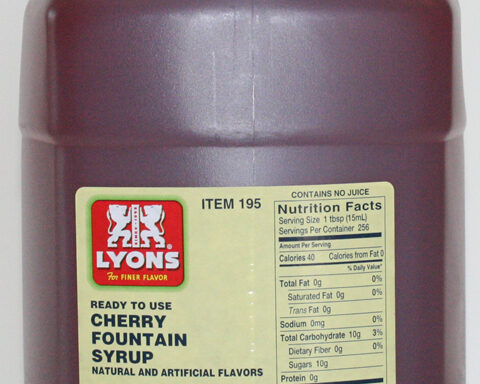 LYONS
For FINER FLAVOR
ITEM 195
READY TO USE
CHERRY
FOUNTAIN
SYRUP
NATURAL AND ARTIFICIAL FLAVORS
CONTAINS NO JUICE
Nutrition Facts
Serving Size 1 tbsp (15mL)
Servings Per Container 256
Amount Per Serving
Calories 40 Calories from Fat 0
% Daily Value*
Total Fat 0g 0%
Saturated Fat 0g 0%
Trans Fat 0g
Sodium 0mg 0%
Total Carbohydrate 10g 3%
Dietary Fiber 0g 0%
Sugars 10g
Protein 0g